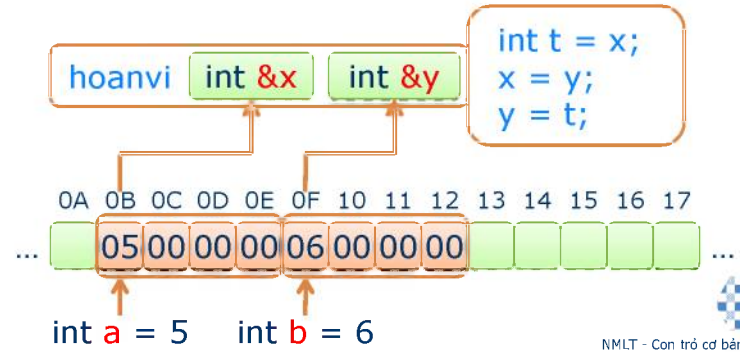 int t = x;
hoanvi int &x int &y
x = y;
y = t;
0A 0B 0C 0D 0E 0F 10 11 12 13 14 15 16 17
... 05 00 00 00 06 00 00 00 ...
int a = 5 int b = 6
NMLT - Con trỏ cơ bản